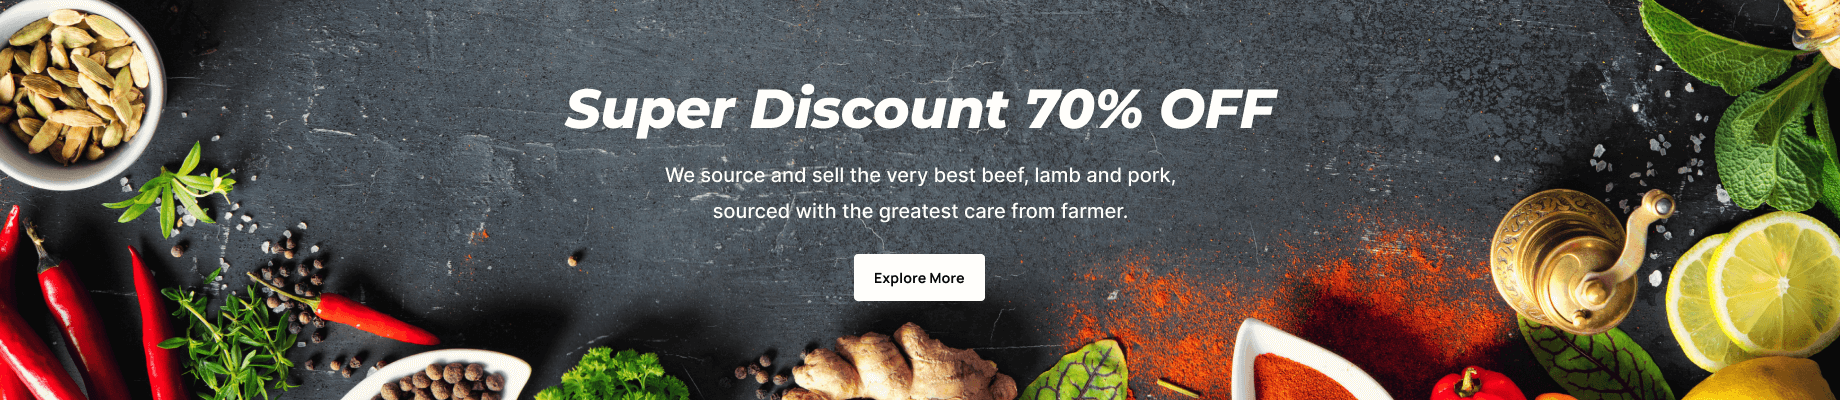 Super Discount 70% OFF
We source and sell the very best beef, lamb and pork,
sourced with the greatest care from farmer.
Explore More